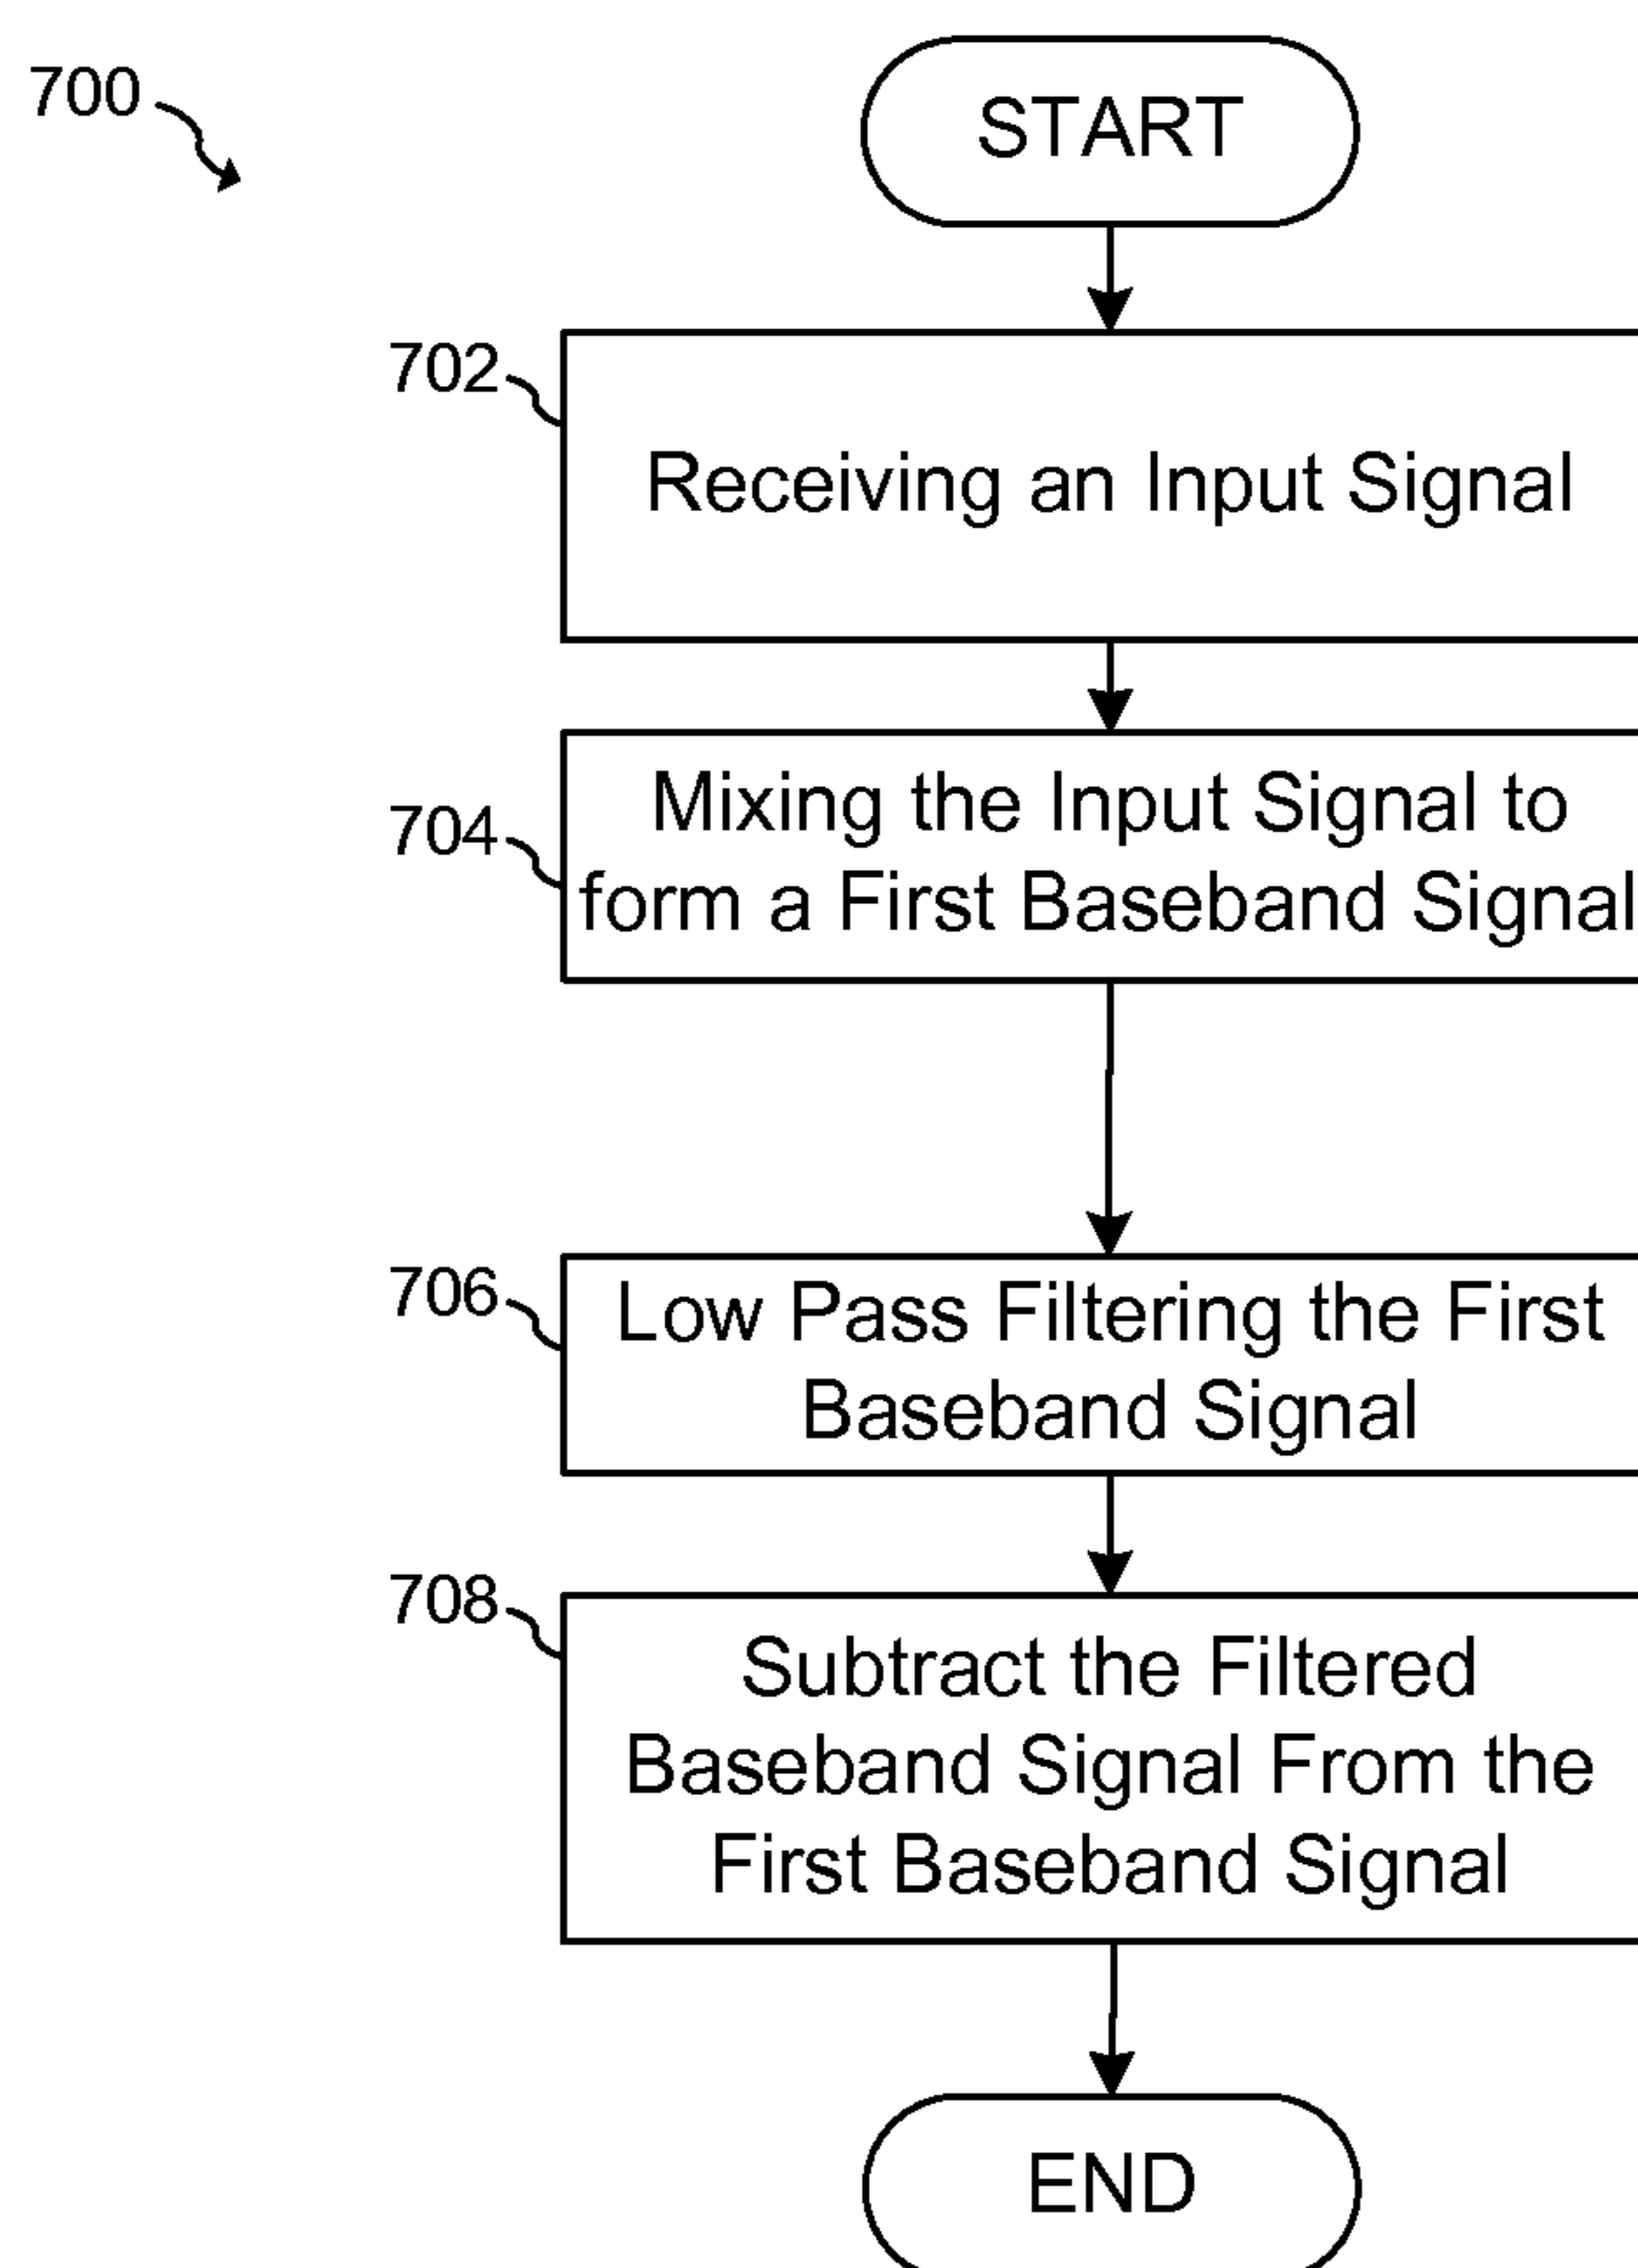 700
START
702
Receiving an Input Signal
704
Mixing the Input Signal to
form a First Baseband Signal
706
Low Pass Filtering the First
Baseband Signal
708
Subtract the Filtered
Baseband Signal From the
First Baseband Signal
END